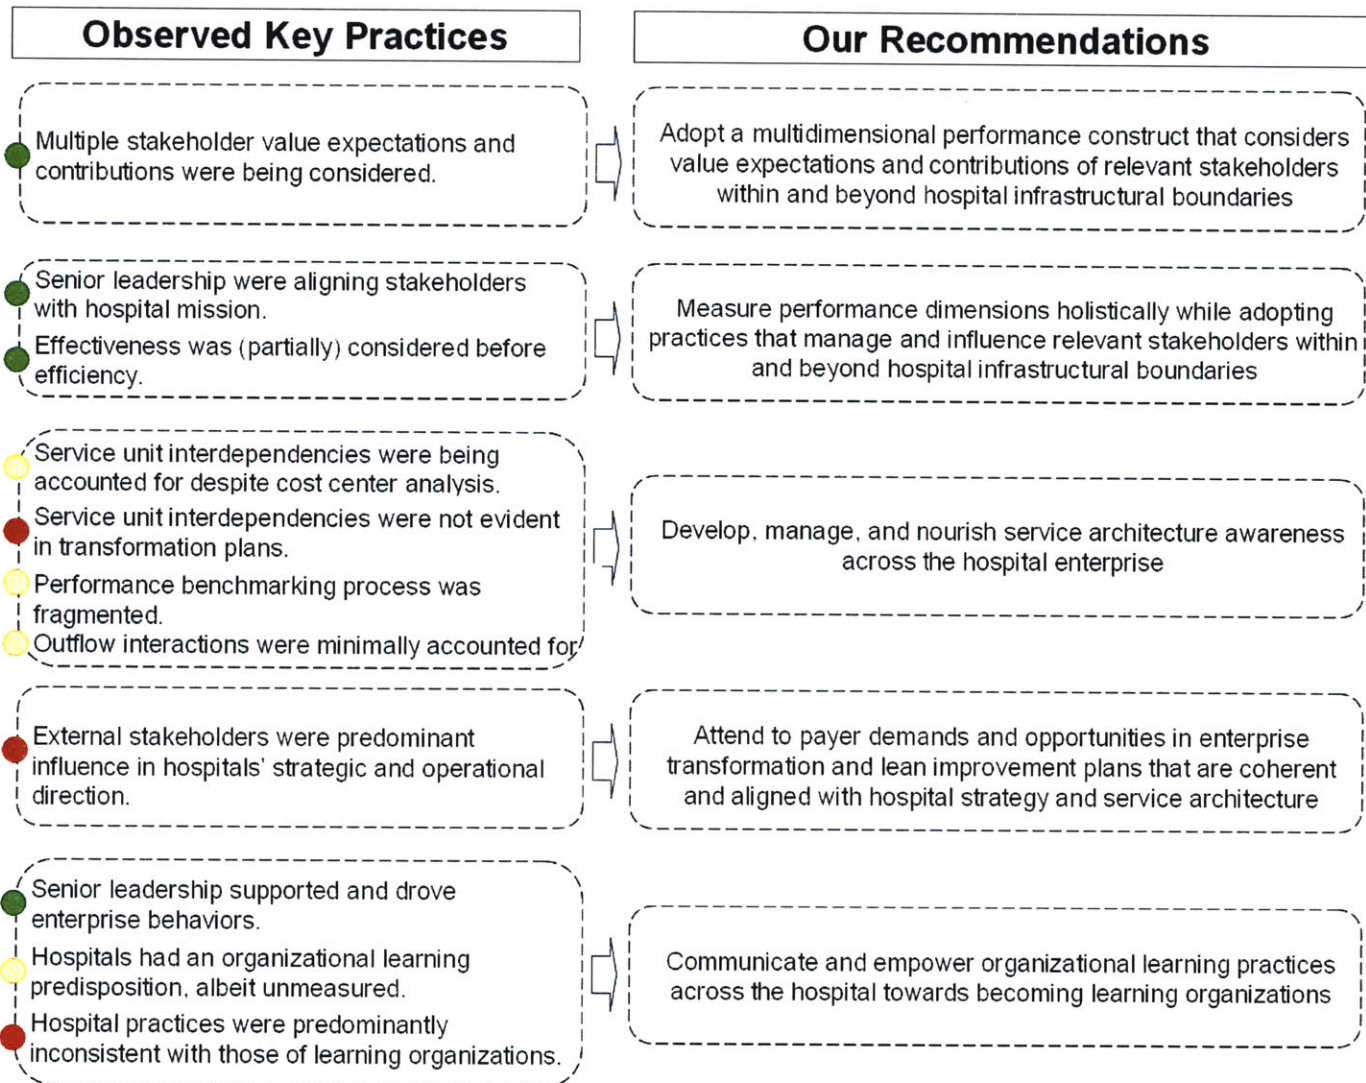 Observed Key Practices
Our Recommendations
Multiple stakeholder value expectations and
contributions were being considered.
Adopt a multidimensional performance construct that considers
value expectations and contributions of relevant stakeholders
within and beyond hospital infrastructural boundaries
Senior leadership were aligning stakeholders
with hospital mission.
Effectiveness was (partially) considered before
efficiency.
Measure performance dimensions holistically while adopting
practices that manage and influence relevant stakeholders within
and beyond hospital infrastructural boundaries
Service unit interdependencies were being
accounted for despite cost center analysis.
Service unit interdependencies were not evident
in transformation plans.
Performance benchmarking process was
fragmented.
Outflow interactions were minimally accounted for
Develop, manage, and nourish service architecture awareness
across the hospital enterprise
External stakeholders were predominant
influence in hospitals' strategic and operational
direction.
Attend to payer demands and opportunities in enterprise
transformation and lean improvement plans that are coherent
and aligned with hospital strategy and service architecture
Senior leadership supported and drove
enterprise behaviors.
Hospitals had an organizational learning
predisposition, albeit unmeasured.
Hospital practices were predominantly
inconsistent with those of learning organizations.
Communicate and empower organizational learning practices
across the hospital towards becoming learning organizations